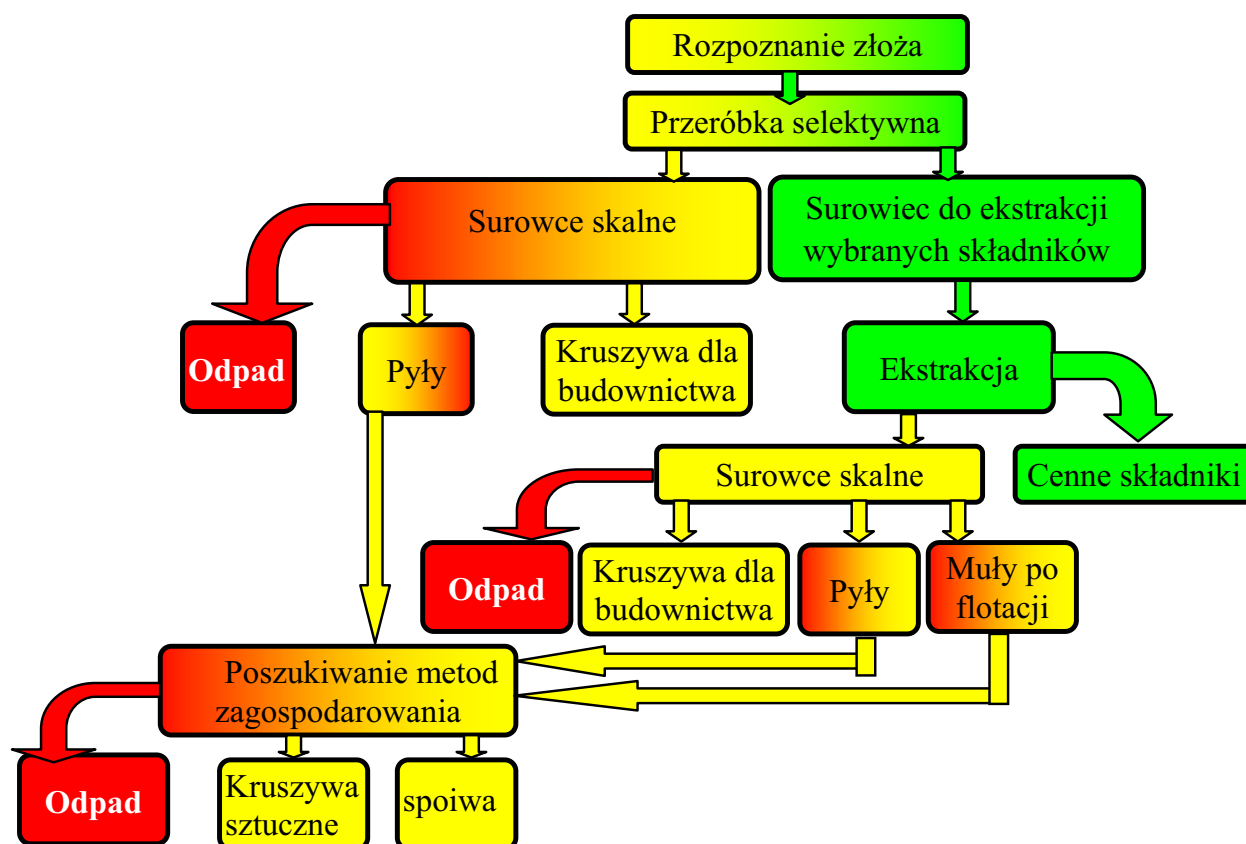 Rozpoznanie złoża
Przeróbka selektywna
Surowce skalne
Surowiec do ekstrakcji
wybranych składników
Odpad
Pyły
Kruszywa dla
budownictwa
Ekstrakcja
Surowce skalne
Cenne składniki
Odpad
Kruszywa dla
budownictwa
Pyły
Muły po
flotacji
Poszukiwanie metod
zagospodarowania
Odpad
Kruszywa
sztuczne
spoiwa